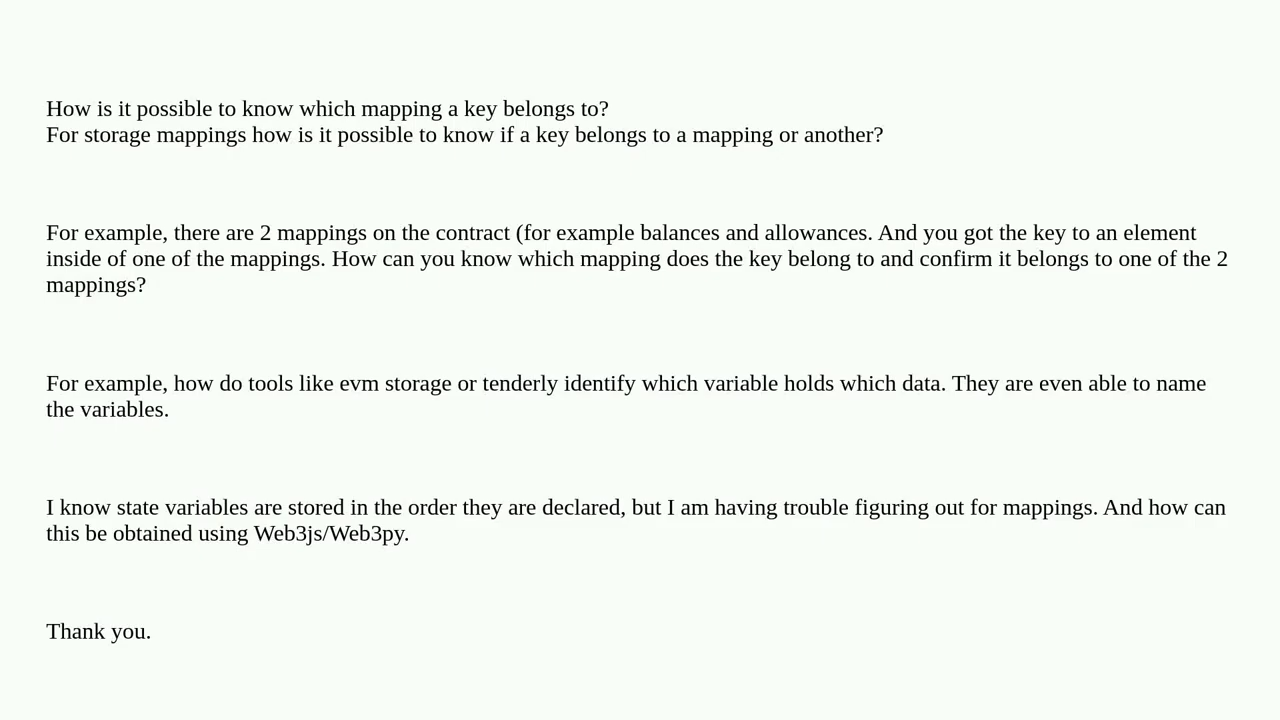 How is it possible to know which mapping a key belongs to?
For storage mappings how is it possible to know if a key belongs to a mapping or another?
For example, there are 2 mappings on the contract (for example balances and allowances. And you got the key to an element
inside of one of the mappings. How can you know which mapping does the key belong to and confirm it belongs to one of the 2
mappings?
For example, how do tools like evm storage or tenderly identify which variable holds which data. They are even able to name
the variables.
I know state variables are stored in the order they are declared, but I am having trouble figuring out for mappings. And how can
this be obtained using Web3js/Web3py.
Thank you.